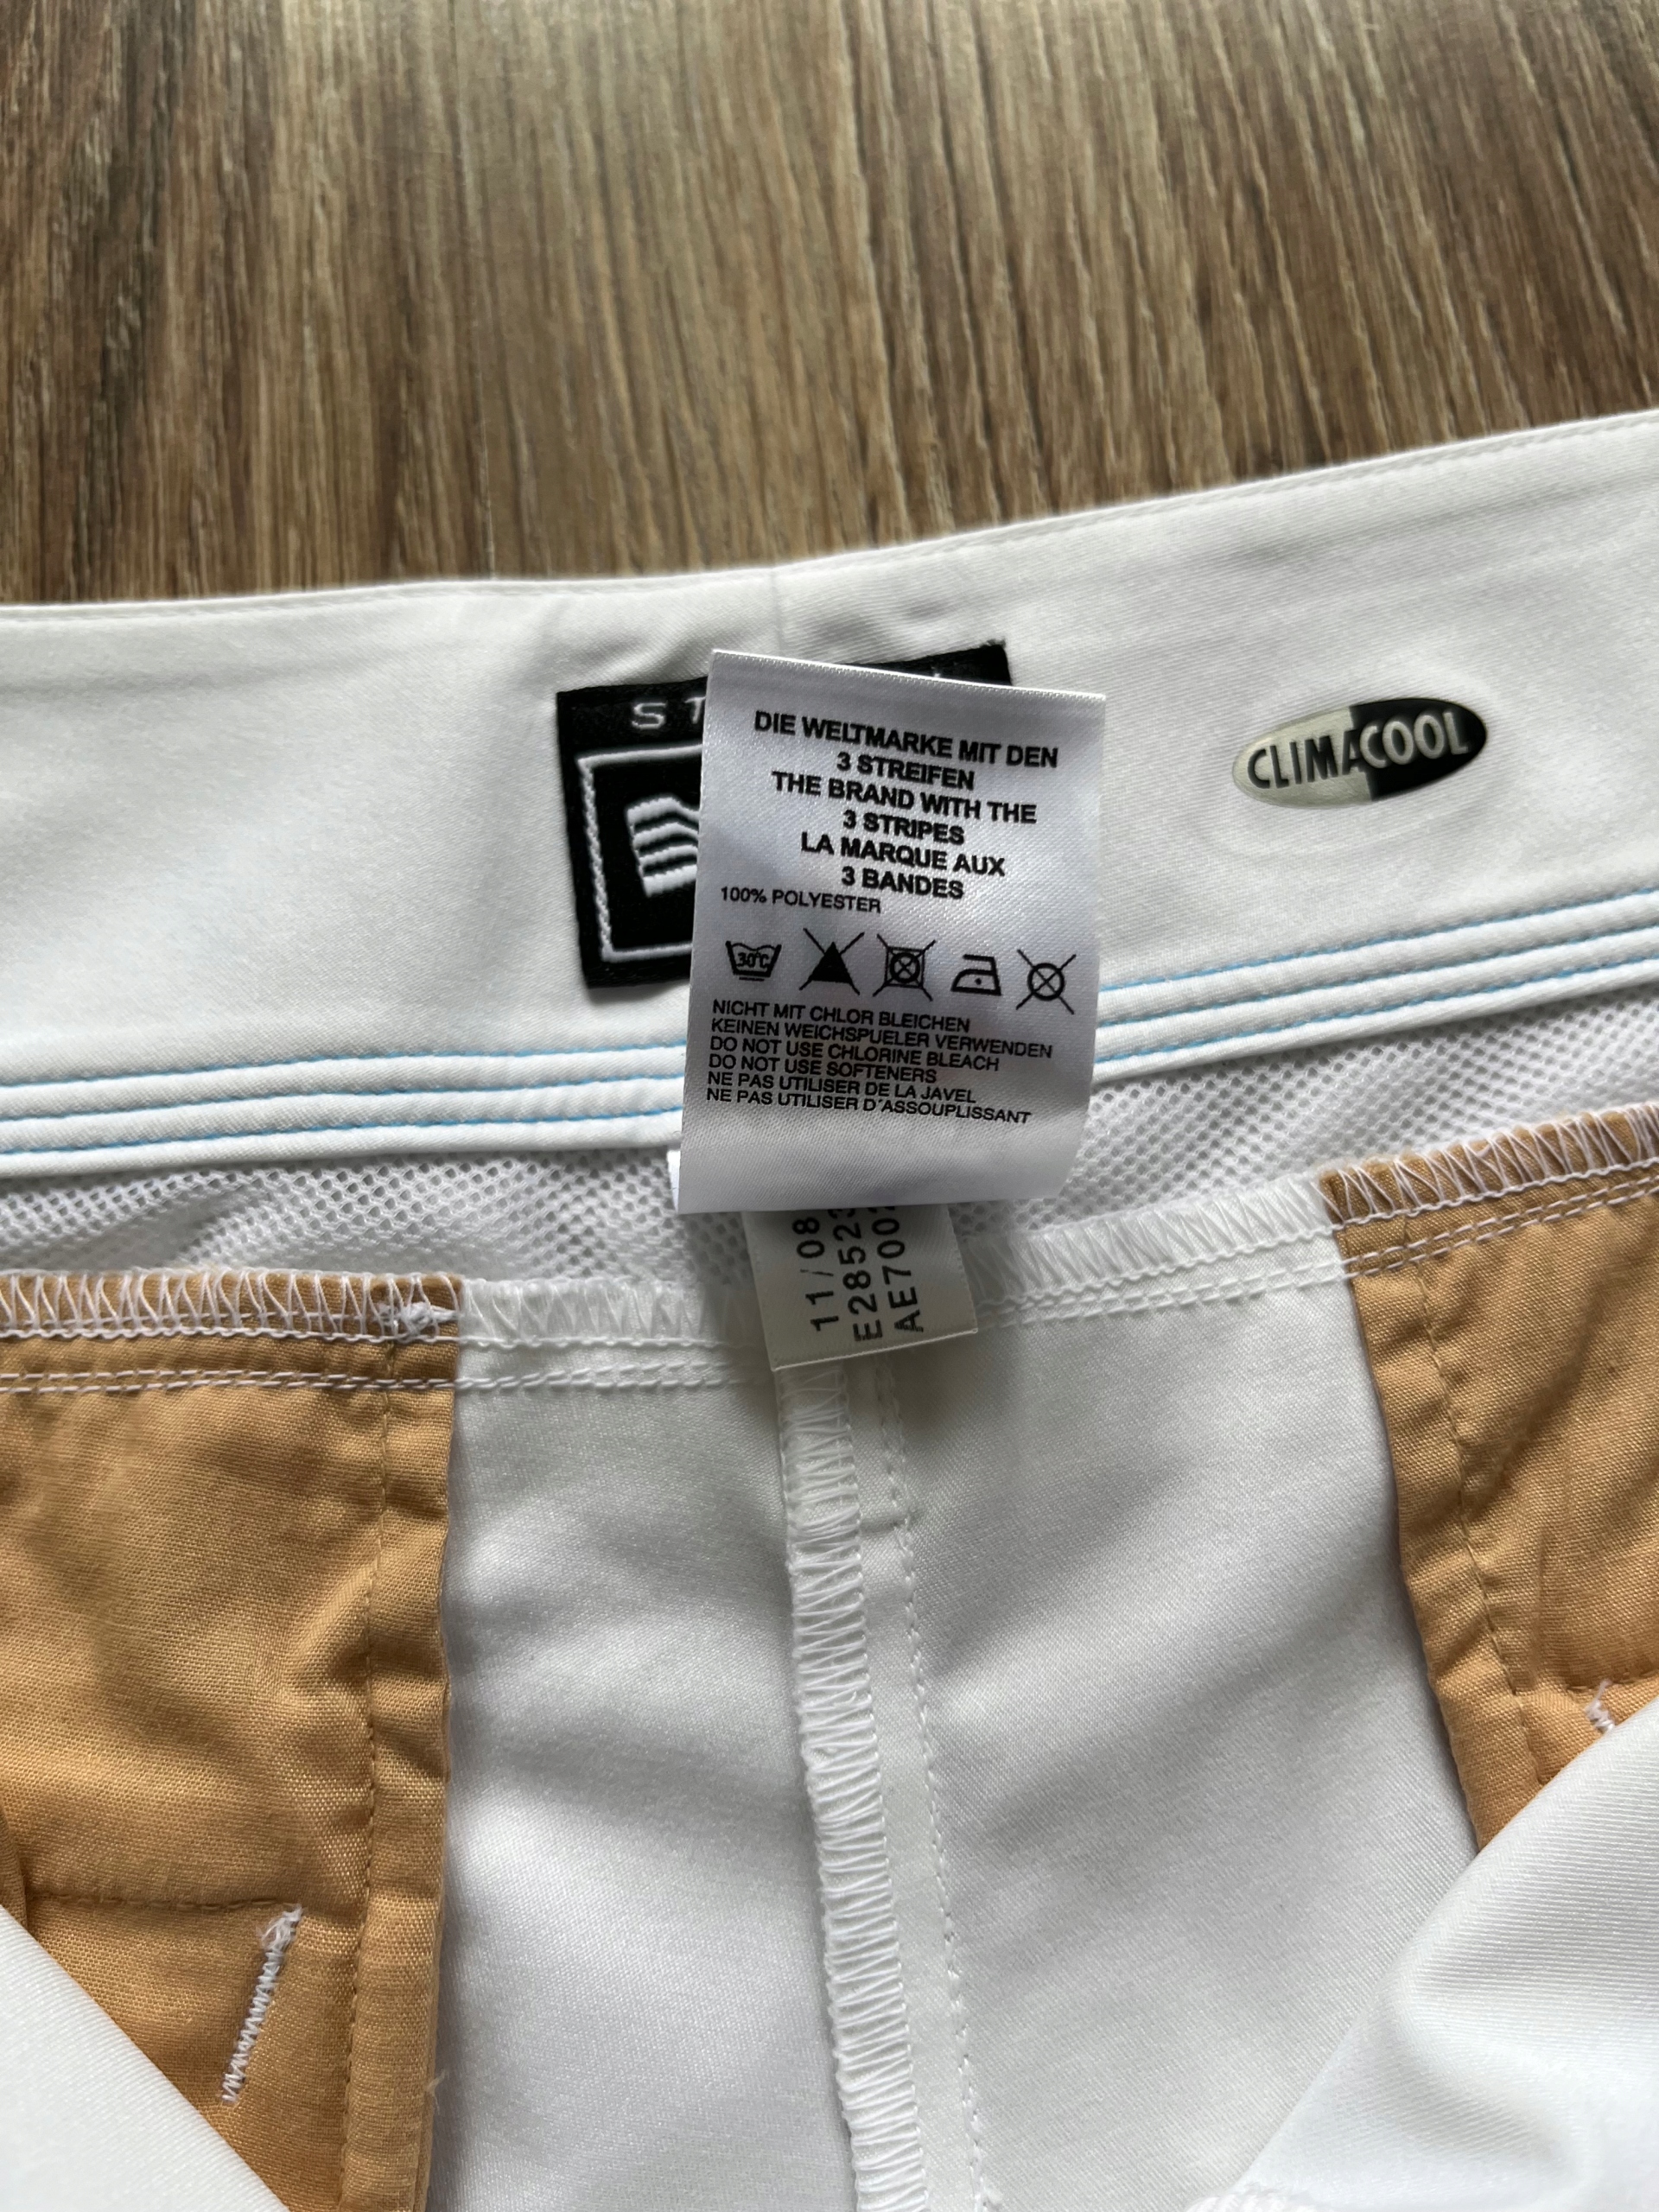 DIE WELTMARKE MIT DEN
3 STREIFEN
THE BRAND WITH THE
3 STRIPES
LA MARQUE AUX
3 BANDES
100% POLYESTER
30°C
NICHT MIT CHLOR BLEICHEN
KEINEN WEICHSPUELER VERWENDEN
DO NOT USE CHLORINE BLEACH
DO NOT USE SOFTENERS
NE PAS UTILISER DE LA JAVEL
NE PAS UTILISER D'ASSOUPLISSANT
CLIMACOOL
11/08